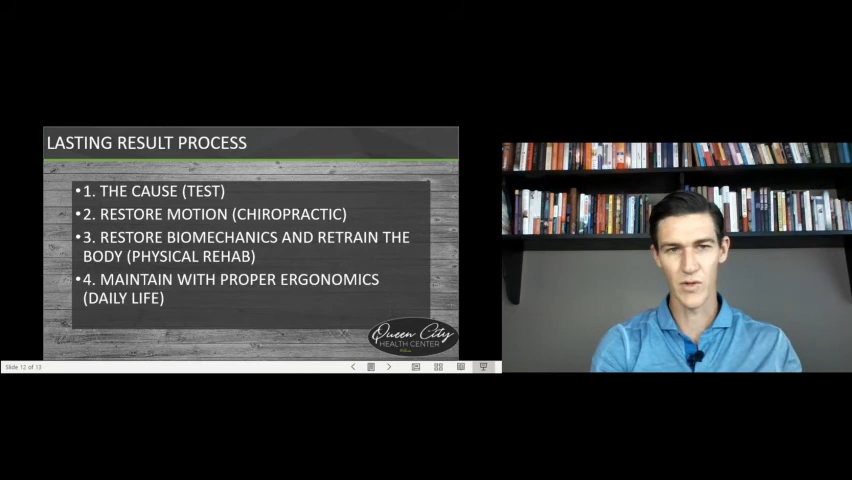 LASTING RESULT PROCESS
•1. THE CAUSE (TEST)
•2. RESTORE MOTION (CHIROPRACTIC)
•3. RESTORE BIOMECHANICS AND RETRAIN THE
BODY (PHYSICAL REHAB)
•4. MAINTAIN WITH PROPER ERGONOMICS
(DAILY LIFE)
Queen City
HEALTH CENTER
Slide 12 of 13